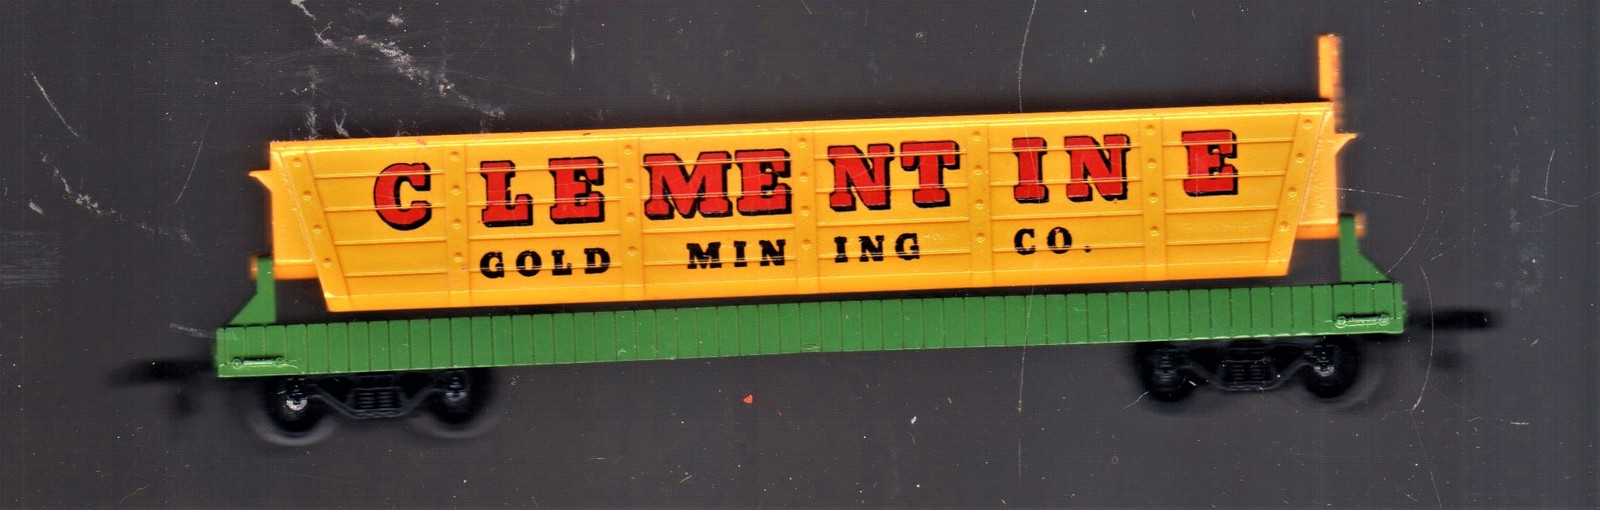 CLEMENTINE
GOLD MINING CO.